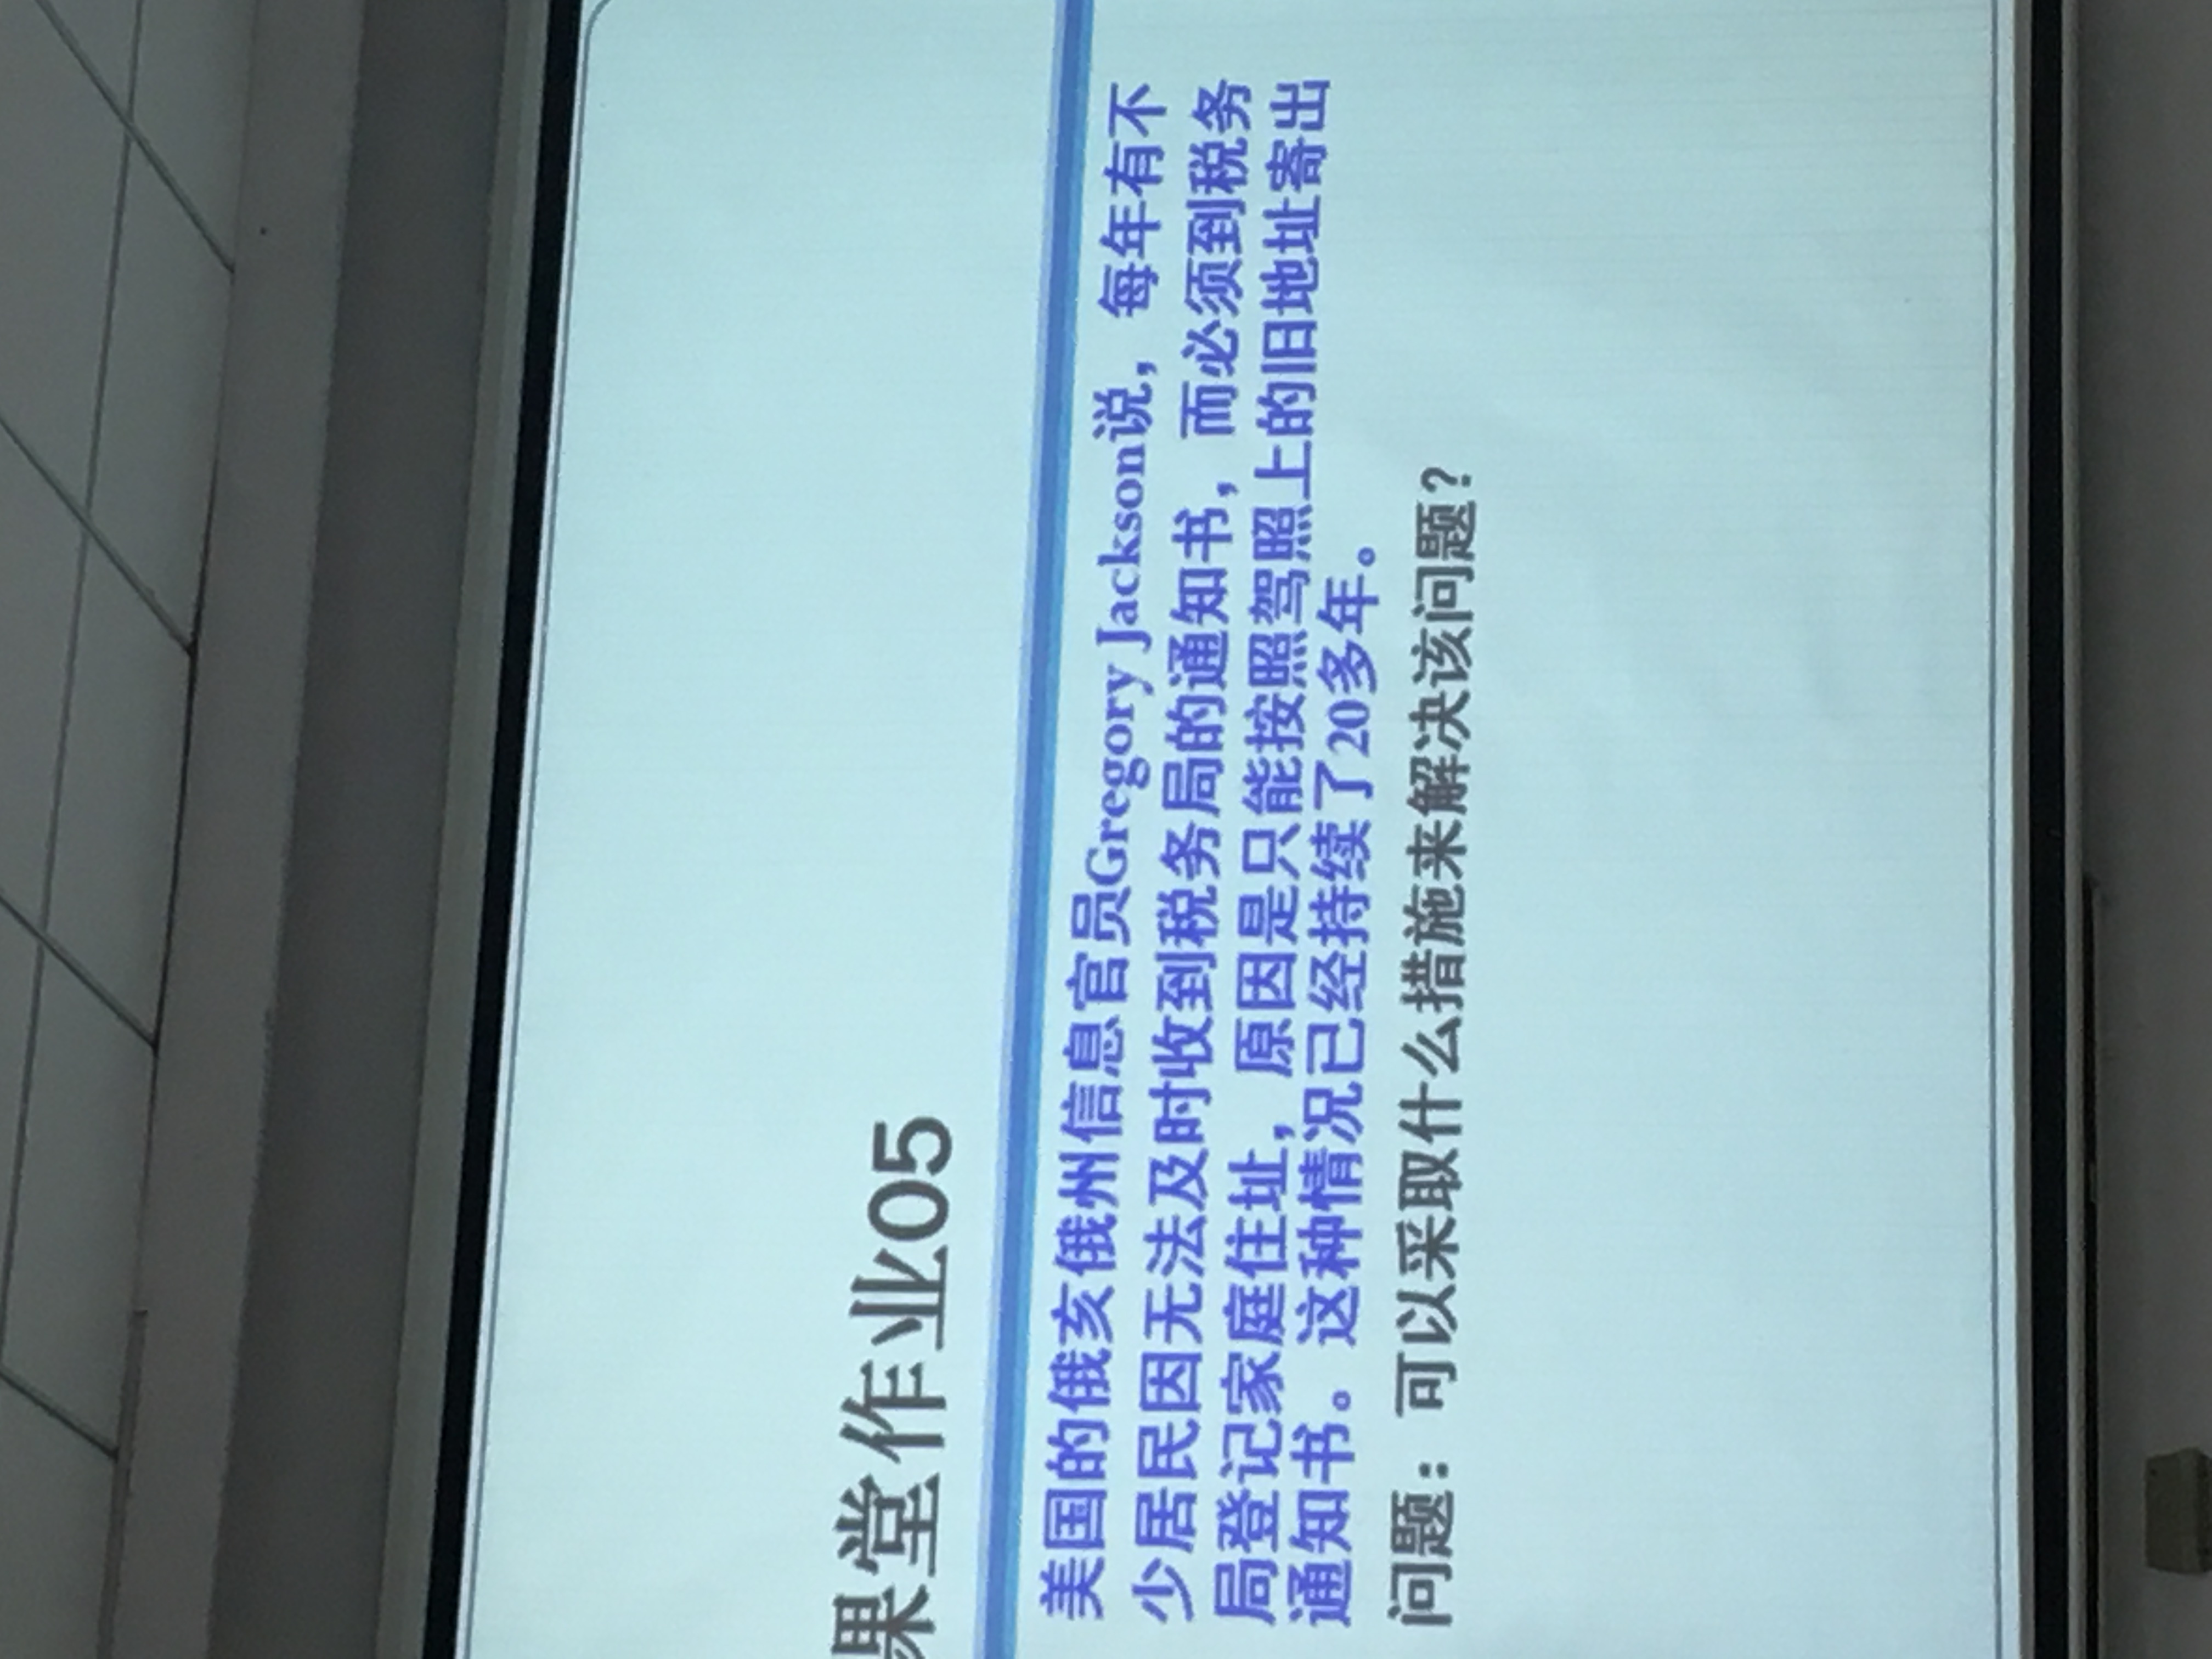 课堂作业05
美国的俄亥俄州信息官员Gregory Jackson说，每年有不
少居民因无法及时收到税务局的通知书，而必须到税务
局登记家庭住址，原因是只能按照驾照上的旧地址寄出
通知书。这种情况已经持续了20多年。
问题：可以采取什么措施来解决该问题？